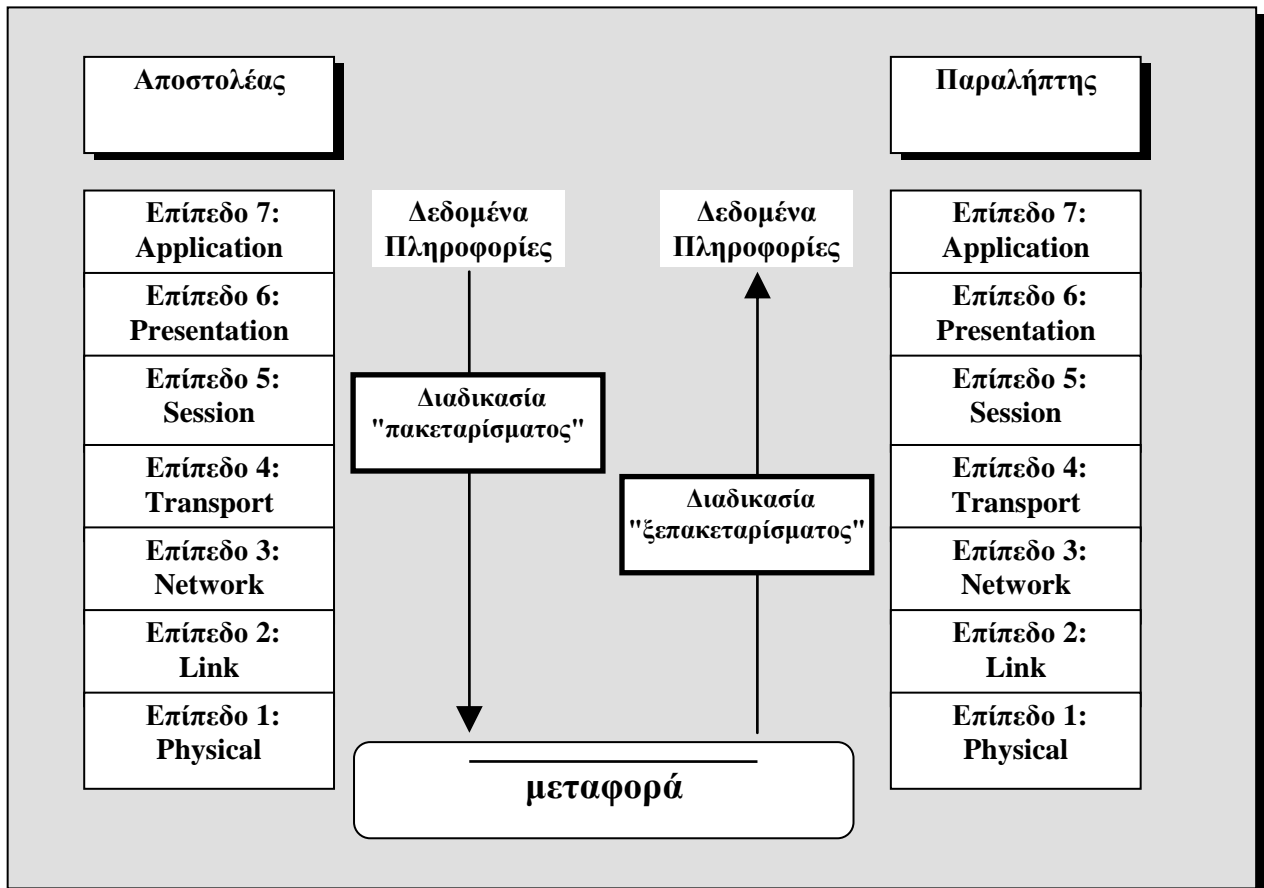 Αποστολέας
Παραλήπτης
Επίπεδο 7:
Application
Επίπεδο 6:
Presentation
Επίπεδο 5:
Session
Επίπεδο 4:
Transport
Επίπεδο 3:
Network
Επίπεδο 2:
Link
Επίπεδο 1:
Physical
Δεδομένα
Πληροφορίες
Διαδικασία
"πακεταρίσματος"
Δεδομένα
Πληροφορίες
Διαδικασία
"ξεπακεταρίσματος"
μεταφορά
Επίπεδο 7:
Application
Επίπεδο 6:
Presentation
Επίπεδο 5:
Session
Επίπεδο 4:
Transport
Επίπεδο 3:
Network
Επίπεδο 2:
Link
Επίπεδο 1:
Physical